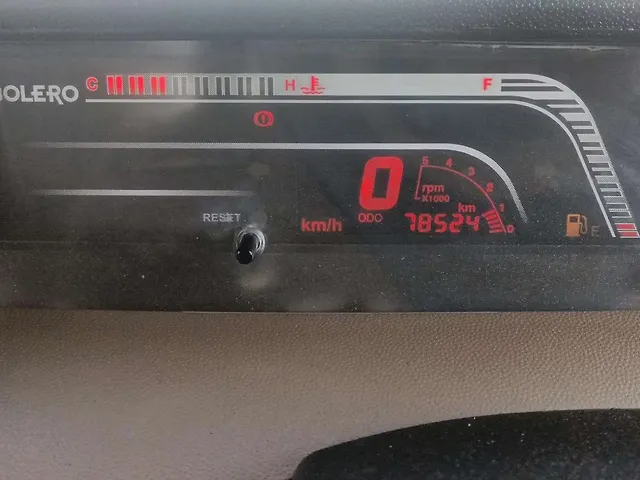 BOLERO C H F
5 4 3 2 1 0
rpm
X1000
0
km
RESET
km/h ODO 78524
E